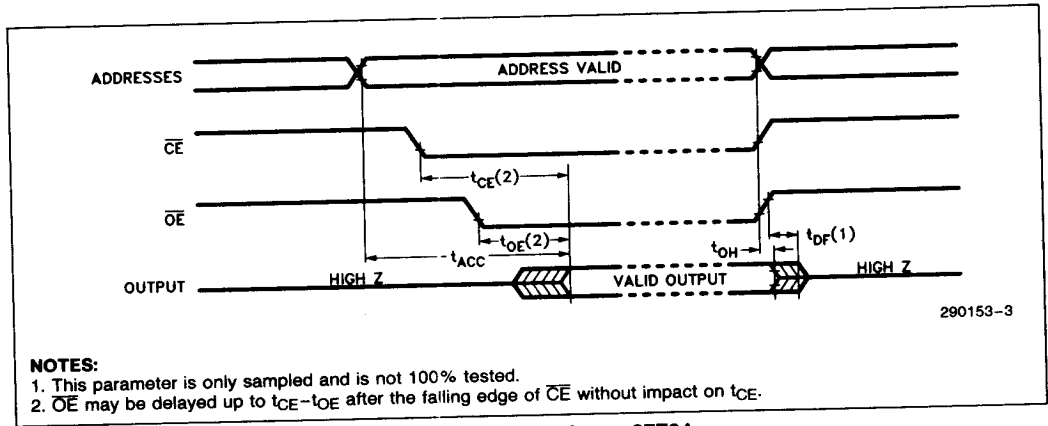 ADDRESSES
ADDRESS VALID
CE
tCE(2)
OE
tOE(2)
tACC
tOH
tDF(1)
OUTPUT
HIGH Z
VALID OUTPUT
HIGH Z
290153-3
NOTES:
1. This parameter is only sampled and is not 100% tested.
2. OE may be delayed up to tCE-tOE after the falling edge of CE without impact on tCE.